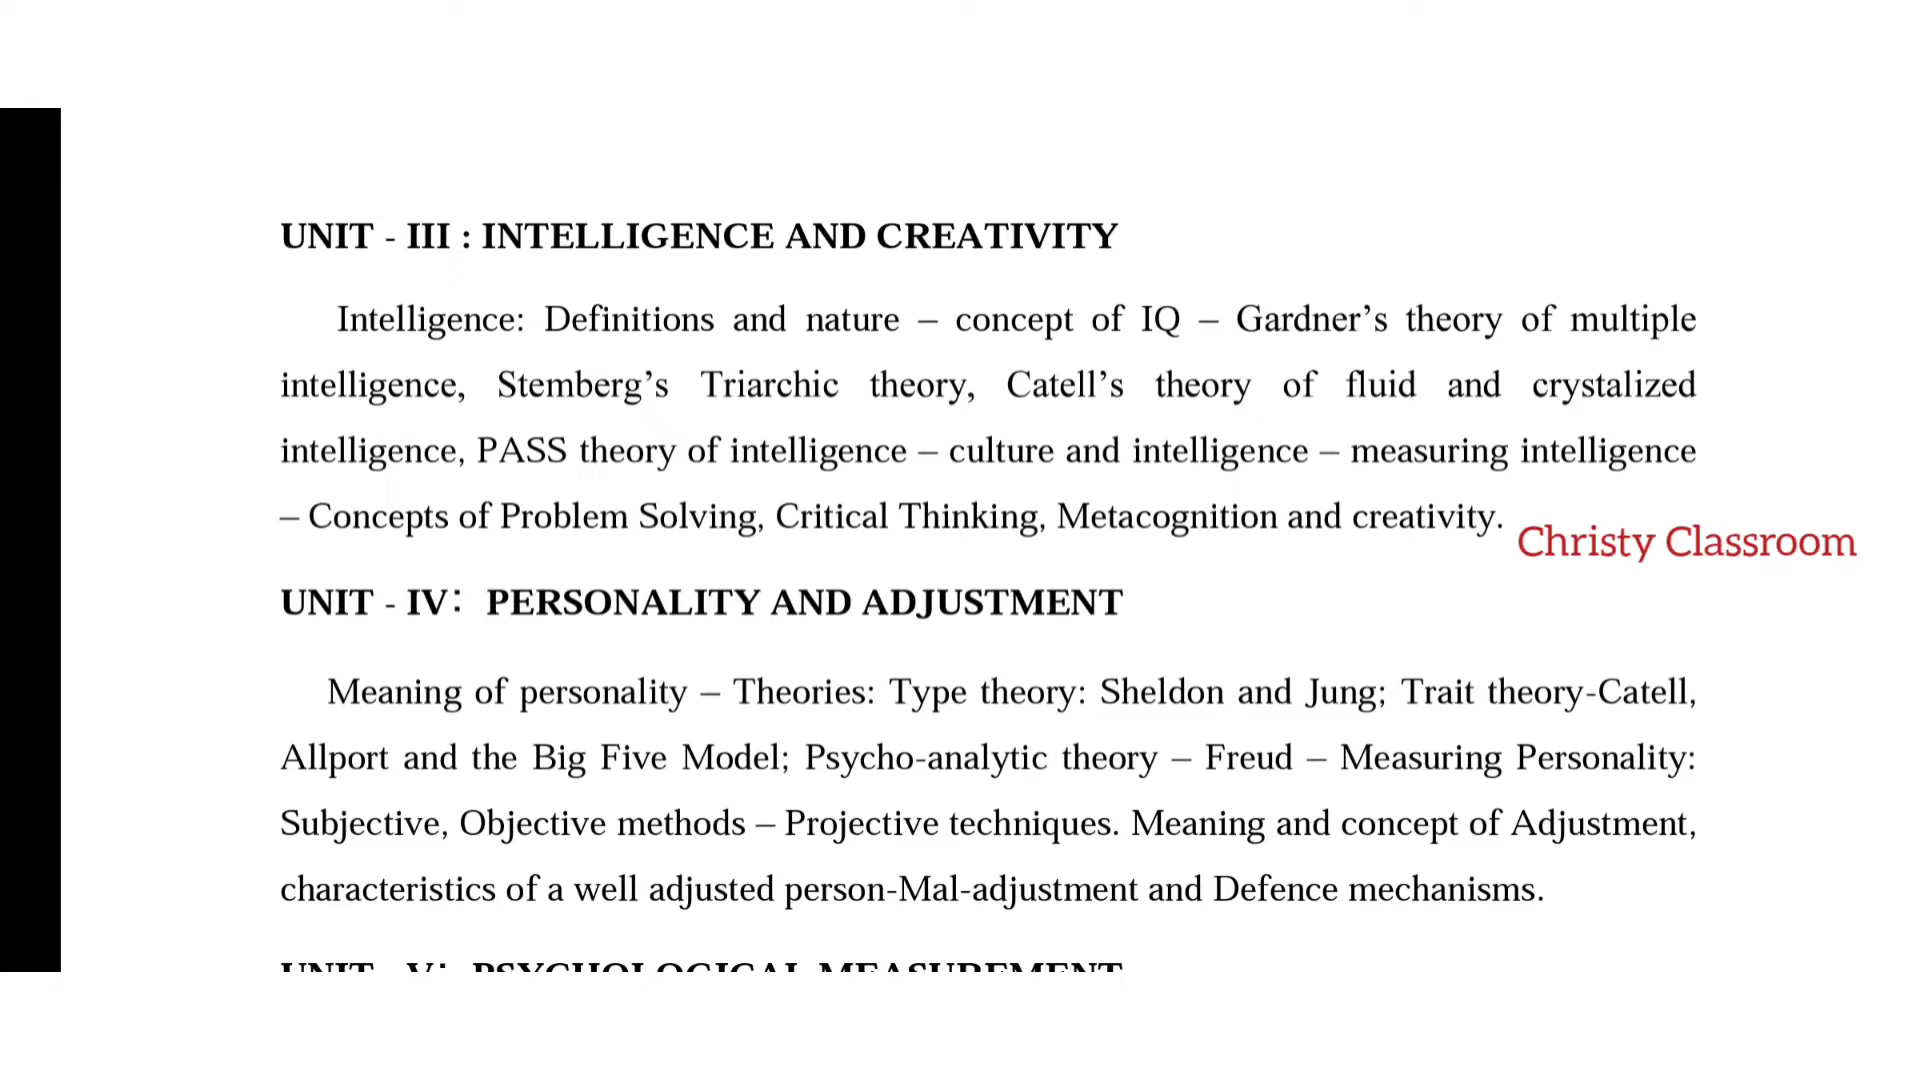 UNIT - III : INTELLIGENCE AND CREATIVITY
Intelligence: Definitions and nature – concept of IQ – Gardner’s theory of multiple
intelligence, Stemberg’s Triarchic theory, Catell’s theory of fluid and crystalized
intelligence, PASS theory of intelligence – culture and intelligence – measuring intelligence
– Concepts of Problem Solving, Critical Thinking, Metacognition and creativity.
Christy Classroom
UNIT - IV: PERSONALITY AND ADJUSTMENT
Meaning of personality – Theories: Type theory: Sheldon and Jung; Trait theory-Catell,
Allport and the Big Five Model; Psycho-analytic theory – Freud – Measuring Personality:
Subjective, Objective methods – Projective techniques. Meaning and concept of Adjustment,
characteristics of a well adjusted person-Mal-adjustment and Defence mechanisms.
UNIT - V: PSYCHOLOGICAL MEASUREMENT